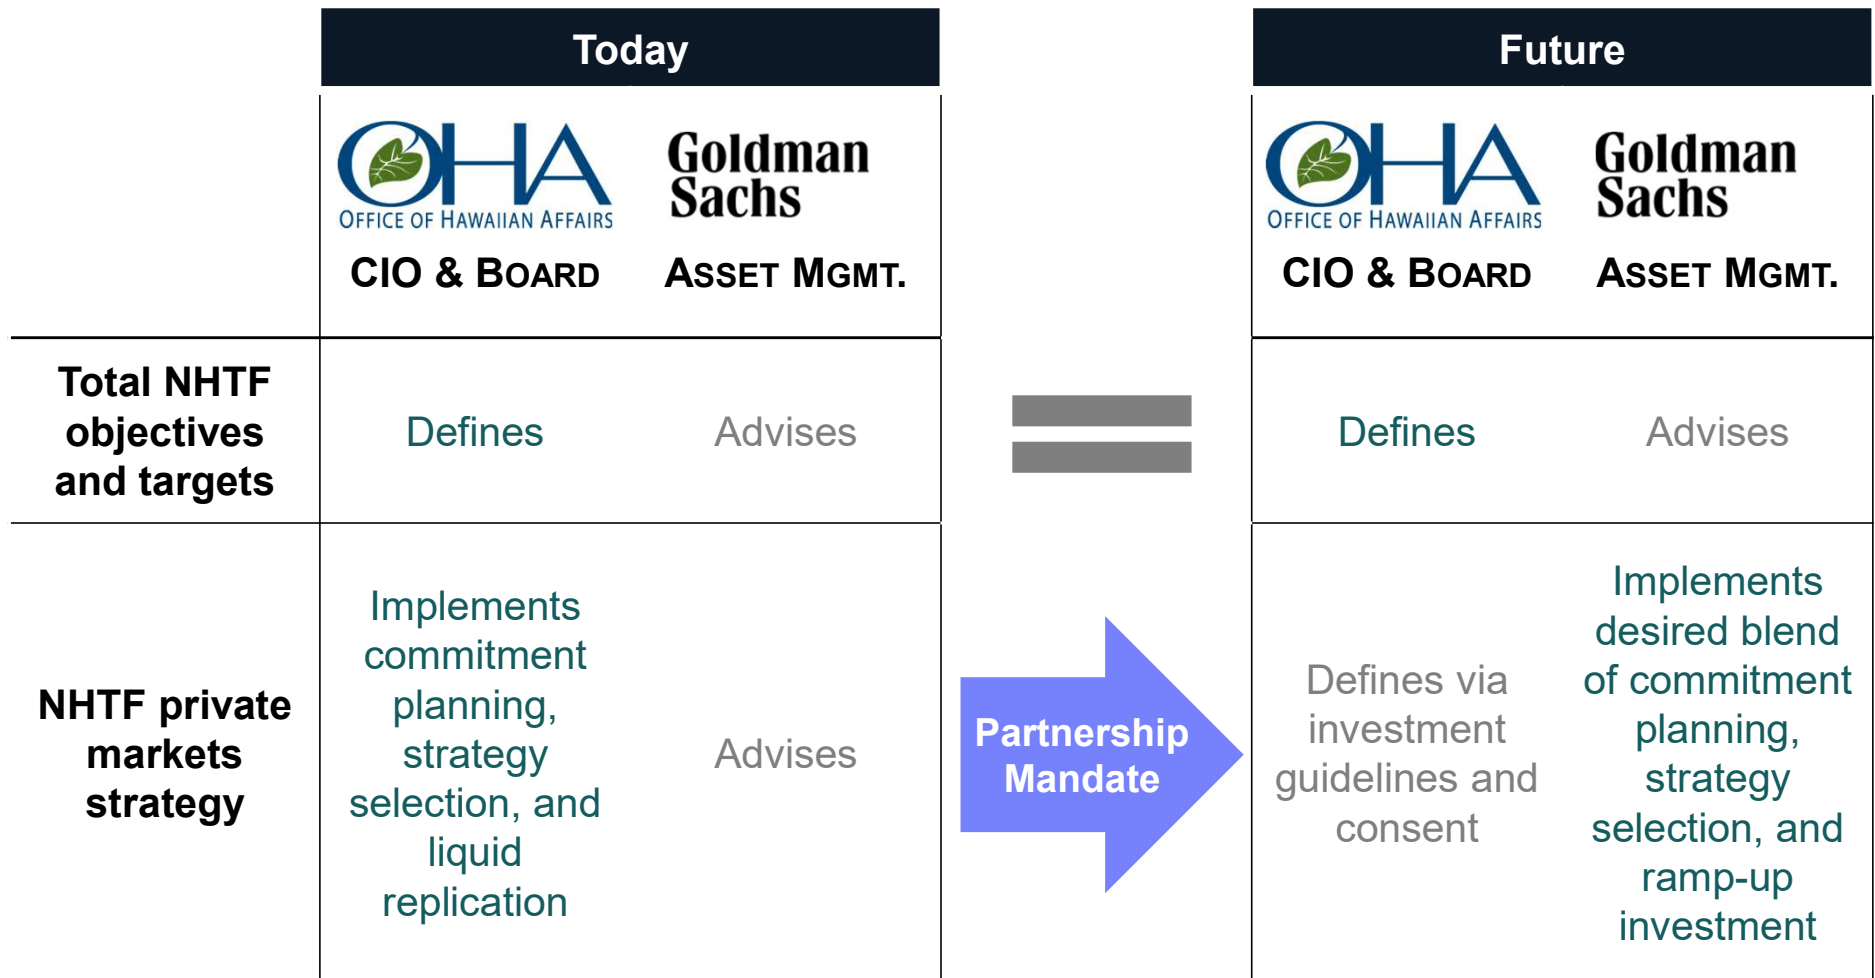 Today
Future
OHA
OFFICE OF HAWAIIAN AFFAIRS
CIO & BOARD
Goldman
Sachs
ASSET MGMT.
OHA
OFFICE OF HAWAIIAN AFFAIRS
CIO & BOARD
Goldman
Sachs
ASSET MGMT.
Total NHTF
objectives
and targets
Defines
Advises
Defines
Advises
NHTF private
markets
strategy
Implements
commitment
planning,
strategy
selection, and
liquid
replication
Advises
Partnership
Mandate
Defines via
investment
guidelines and
consent
Implements
desired blend
of commitment
planning,
strategy
selection, and
ramp-up
investment